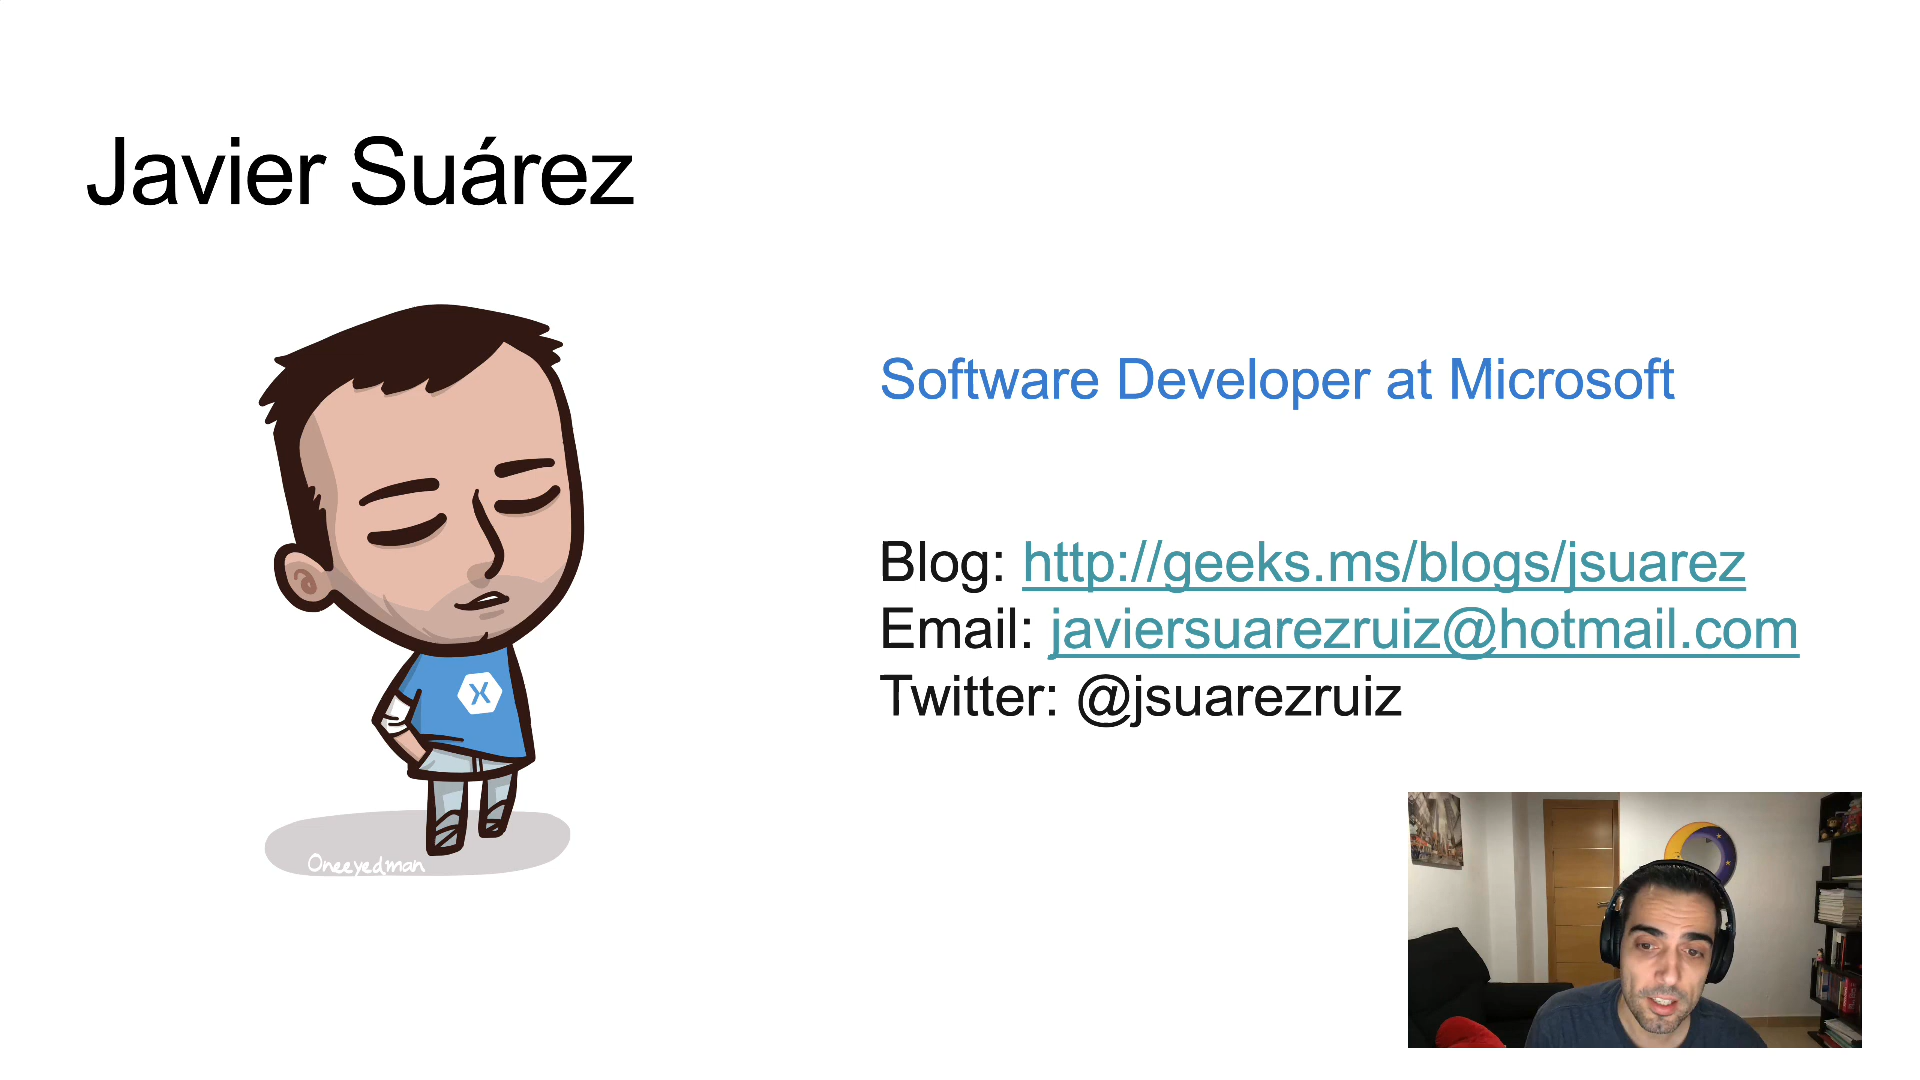 Javier Suárez
Software Developer at Microsoft
Blog: http://geeks.ms/blogs/jsuarez
Email: javiersuarezruiz@hotmail.com
Twitter: @jsuarezruiz
X
Oneeyedman